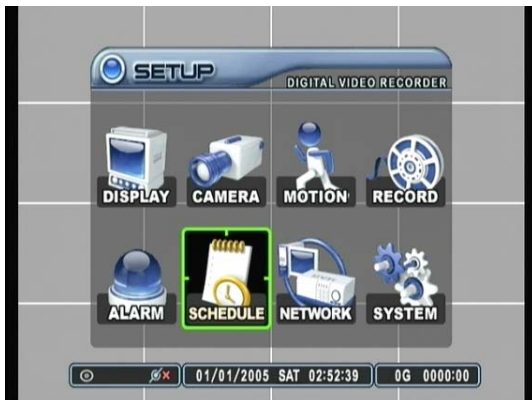 SETUP
DIGITAL VIDEO RECORDER
DISPLAY CAMERA MOTION RECORD
ALARM SCHEDULE NETWORK SYSTEM
01/01/2005 SAT 02:52:39 0G 0000:00